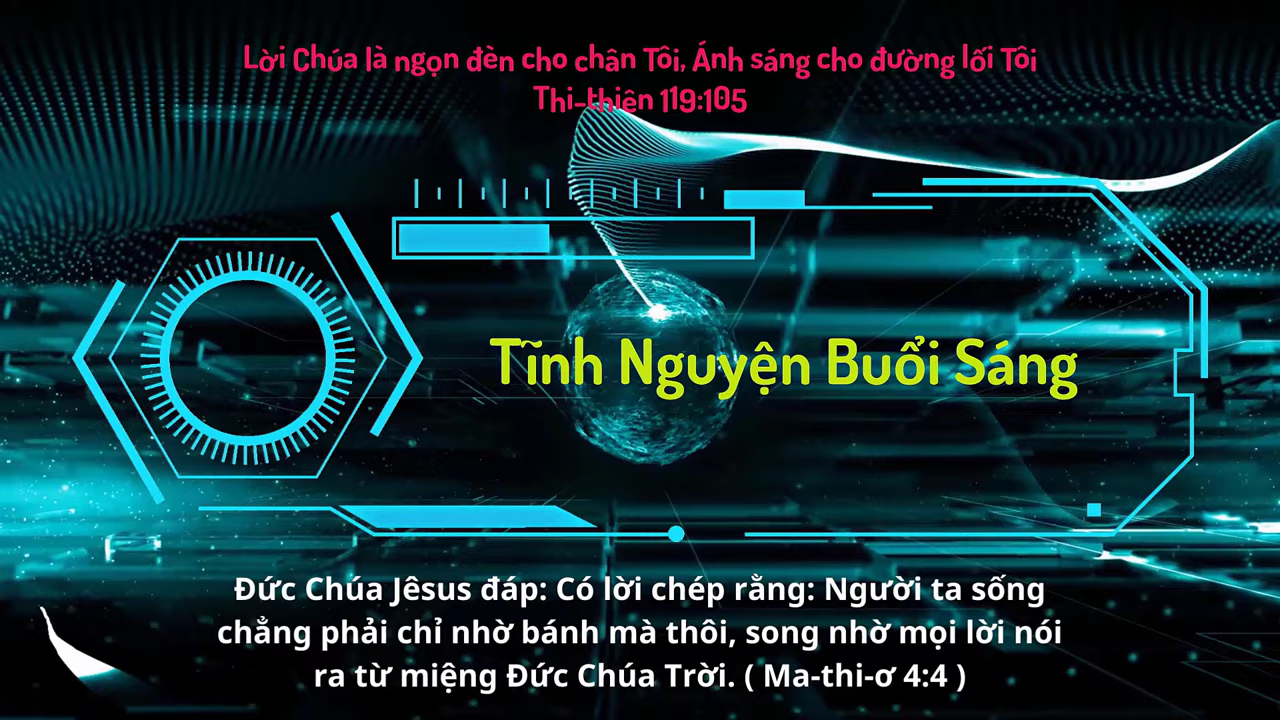 Lời Chúa là ngọn đèn cho chân Tôi, Ánh sáng cho đường lối Tôi
Thi-thiên 119:105
Tĩnh Nguyện Buổi Sáng
Đức Chúa Jêsus đáp: Có lời chép rằng: Người ta sống
chẳng phải chỉ nhờ bánh mà thôi, song nhờ mọi lời nói
ra từ miệng Đức Chúa Trời. ( Ma-thi-ơ 4:4 )